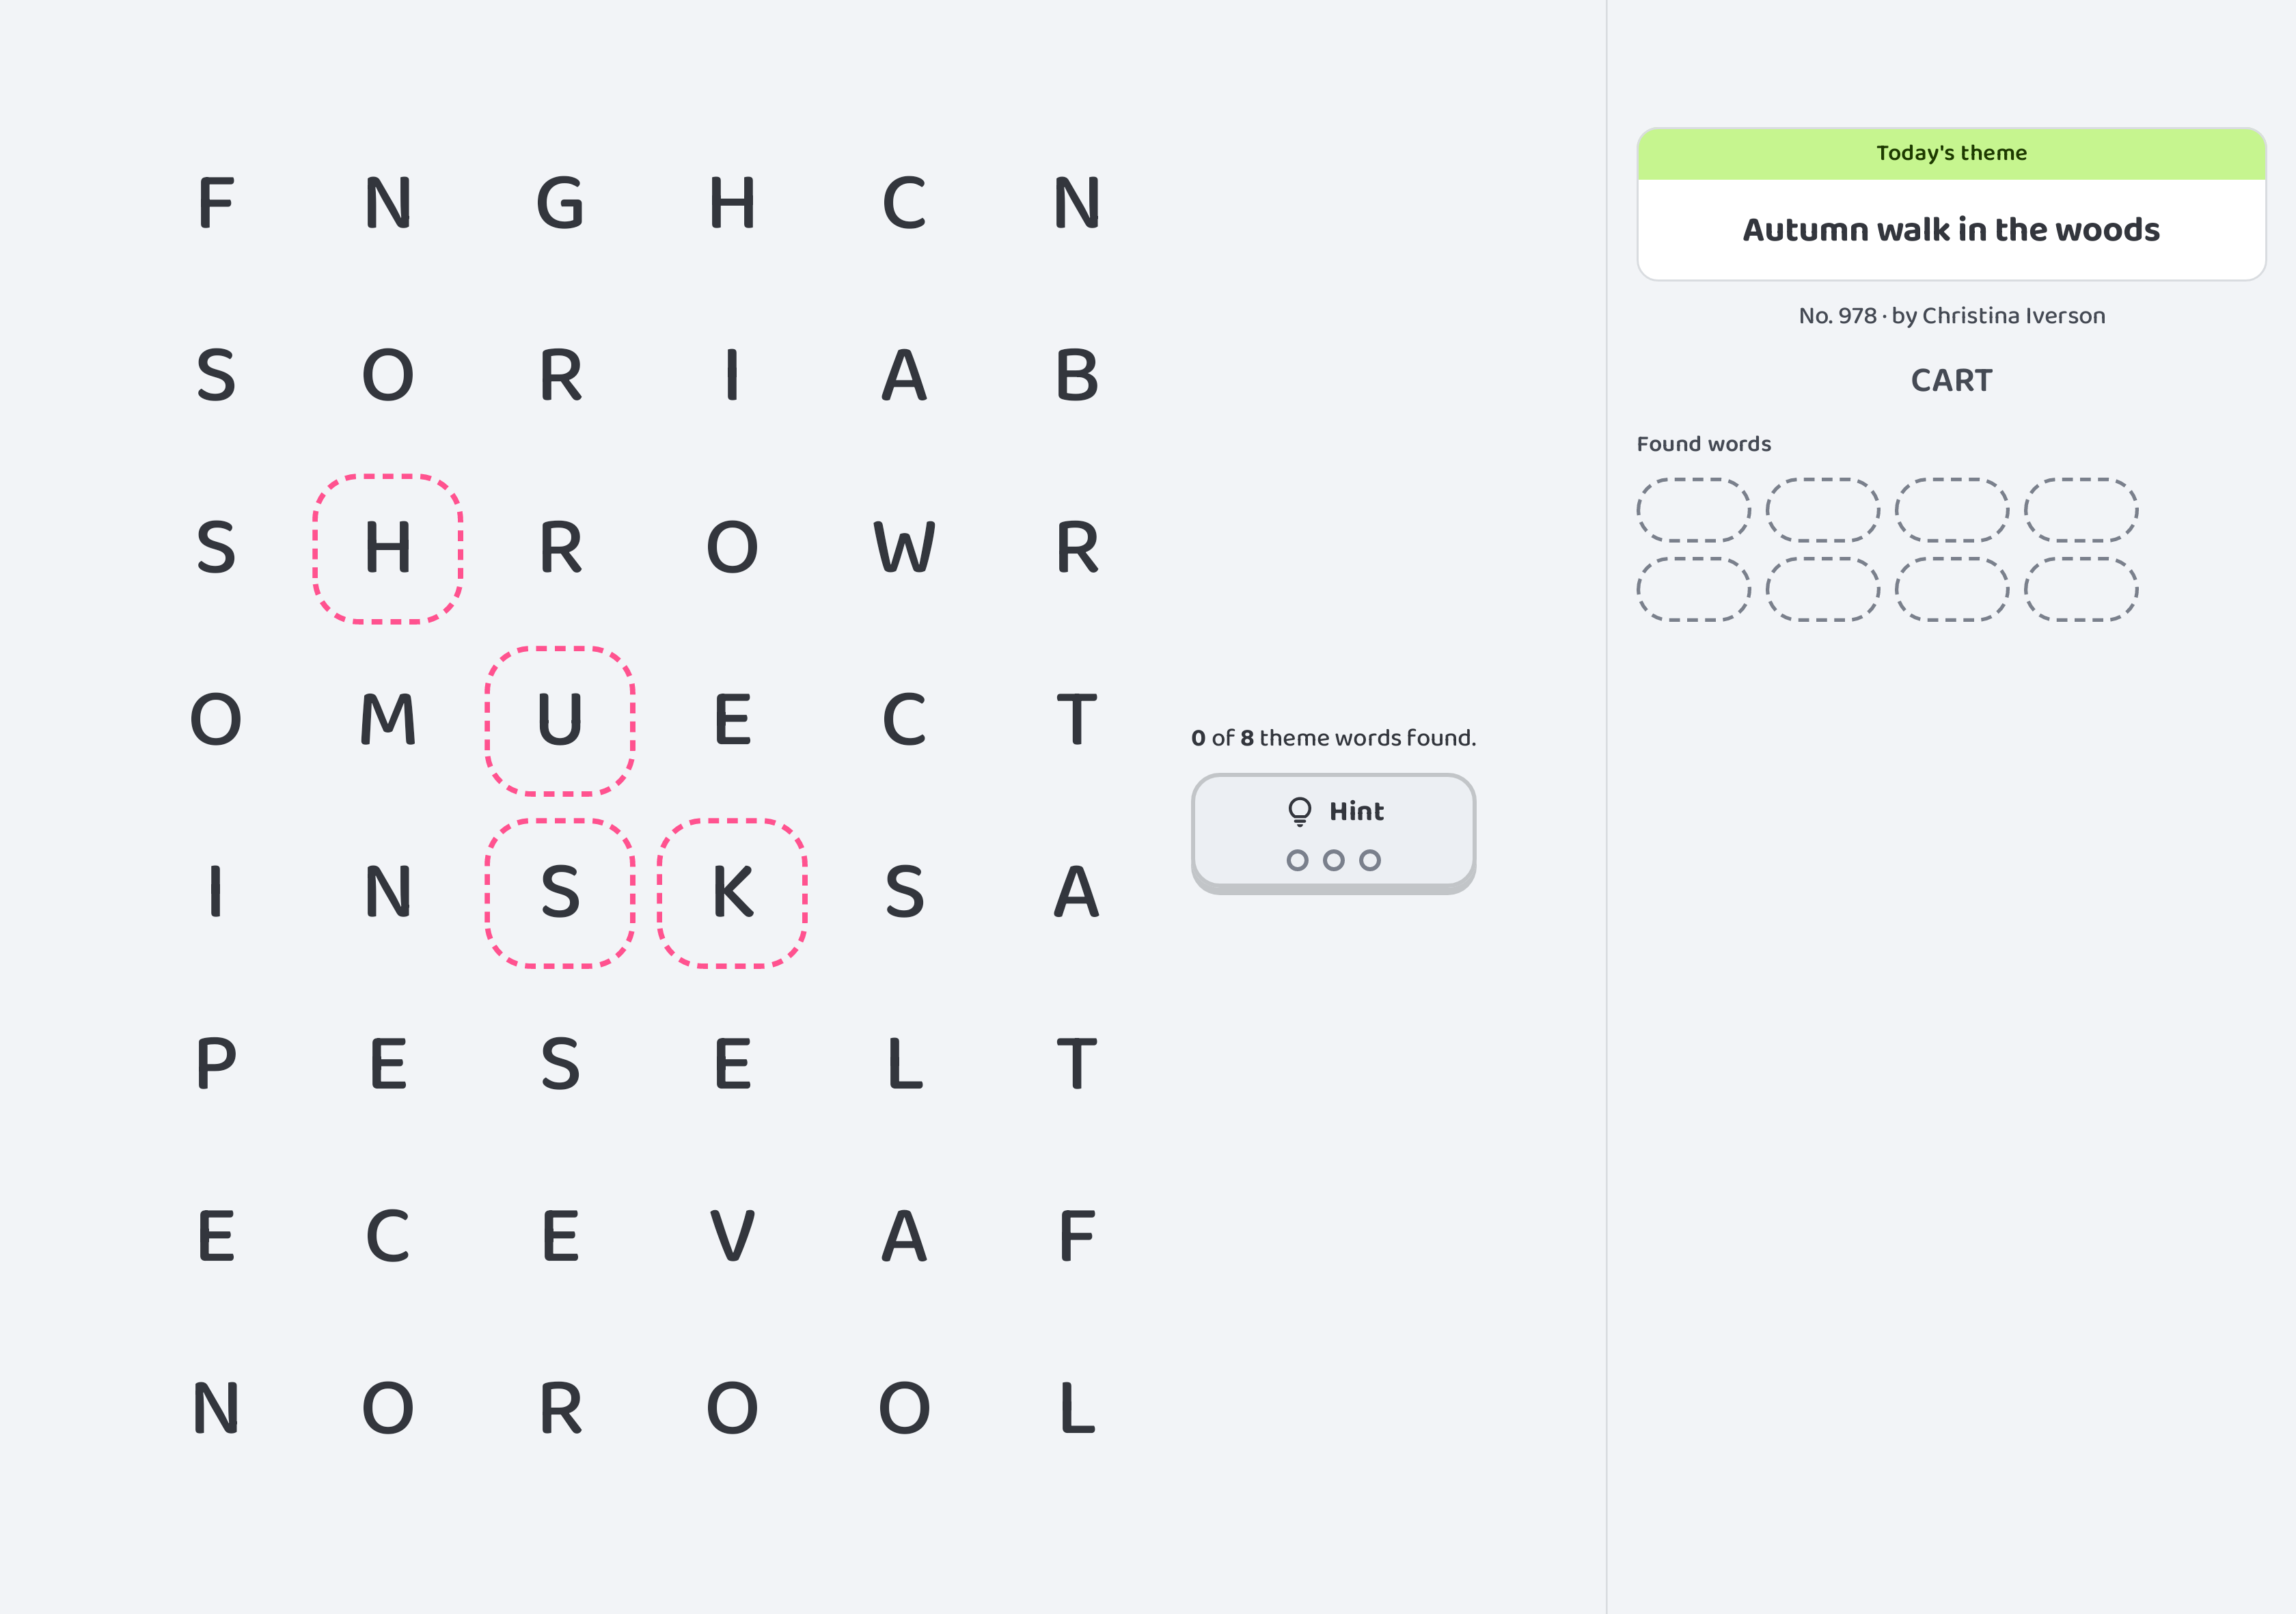 F N G H C N
S O R I A B
S H R O W R
O M U E C T
I N S K S A
P E S E L T
E C E V A F
N O R O O L
0 of 8 theme words found.
Hint
Today's theme
Autumn walk in the woods
No. 978 · by Christina Iverson
CART
Found words